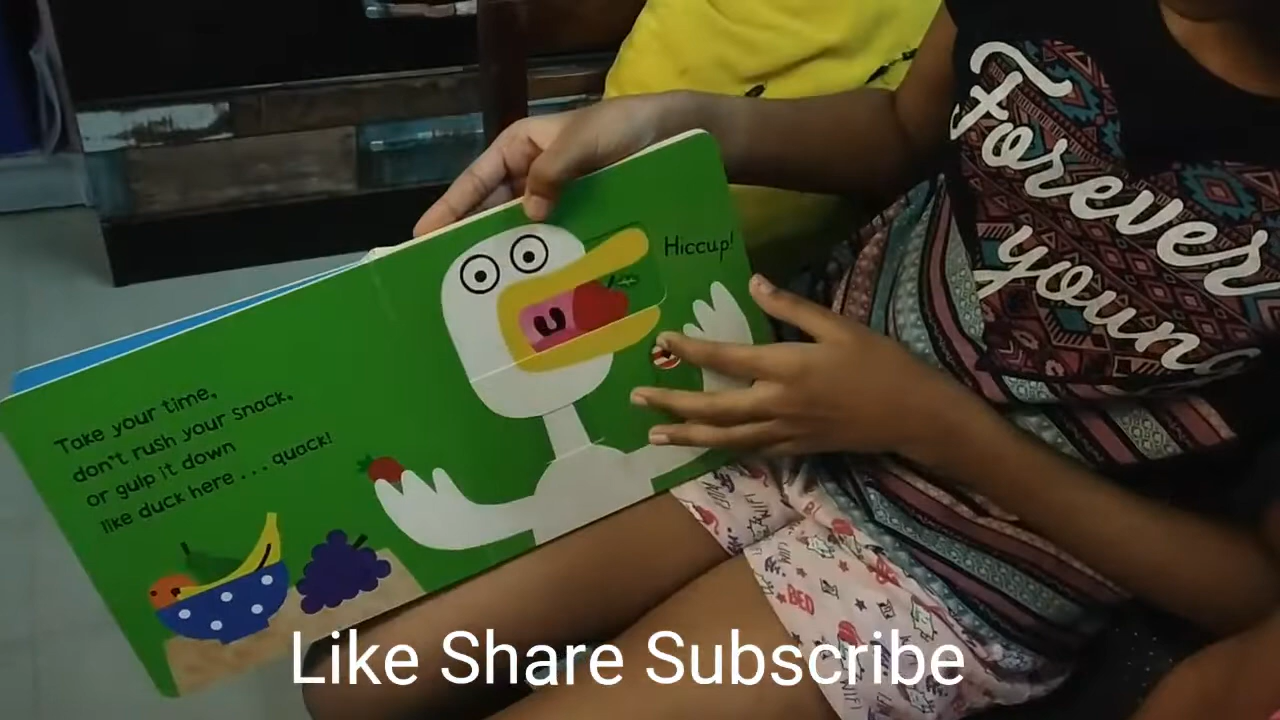 Take your time,
don't rush your snack,
or gulp it down
like duck here... quack!
Hiccup!
Forever
young
BED
Like Share Subscribe